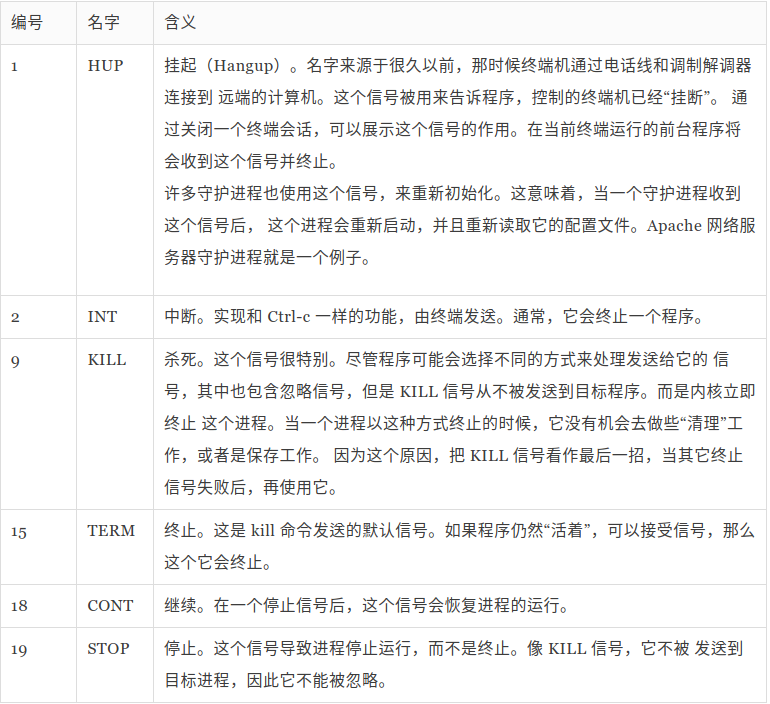 编号 名字 含义
1 HUP 挂起（Hangup）。名字来源于很久以前，那时候终端机通过电话线和调制解调器
连接到 远端的计算机。这个信号被用来告诉程序，控制的终端机已经“挂断”。 通
过关闭一个终端会话，可以展示这个信号的作用。在当前终端运行的前台程序将
会收到这个信号并终止。
许多守护进程也使用这个信号，来重新初始化。这意味着，当一个守护进程收到
这个信号后， 这个进程会重新启动，并且重新读取它的配置文件。Apache 网络服
务器守护进程就是一个例子。
2 INT 中断。实现和 Ctrl-c 一样的功能，由终端发送。通常，它会终止一个程序。
9 KILL 杀死。这个信号很特别。尽管程序可能会选择不同的方式来处理发送给它的 信
号，其中也包含忽略信号，但是 KILL 信号从不被发送到目标程序。而是内核立即
终止 这个进程。当一个进程以这种方式终止的时候，它没有机会去做些“清理”工
作，或者是保存工作。 因为这个原因，把 KILL 信号看作最后一招，当其它终止
信号失败后，再使用它。
15 TERM 终止。这是 kill 命令发送的默认信号。如果程序仍然“活着”，可以接受信号，那么
这个它会终止。
18 CONT 继续。在一个停止信号后，这个信号会恢复进程的运行。
19 STOP 停止。这个信号导致进程停止运行，而不是终止。像 KILL 信号，它不被 发送到
目标进程，因此它不能被忽略。